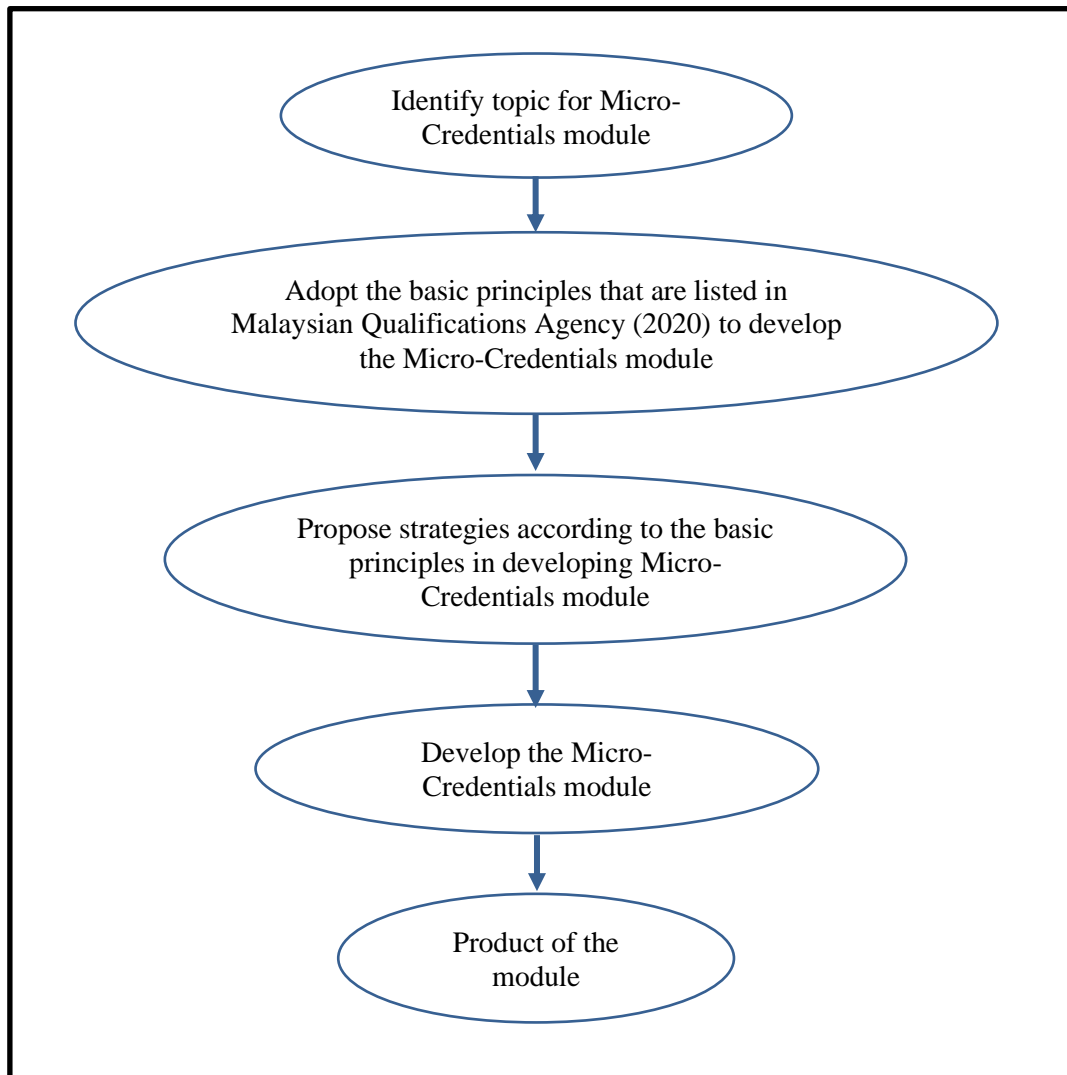 Identify topic for Micro-
Credentials module
Adopt the basic principles that are listed in
Malaysian Qualifications Agency (2020) to develop
the Micro-Credentials module
Propose strategies according to the basic
principles in developing Micro-
Credentials module
Develop the Micro-
Credentials module
Product of the
module